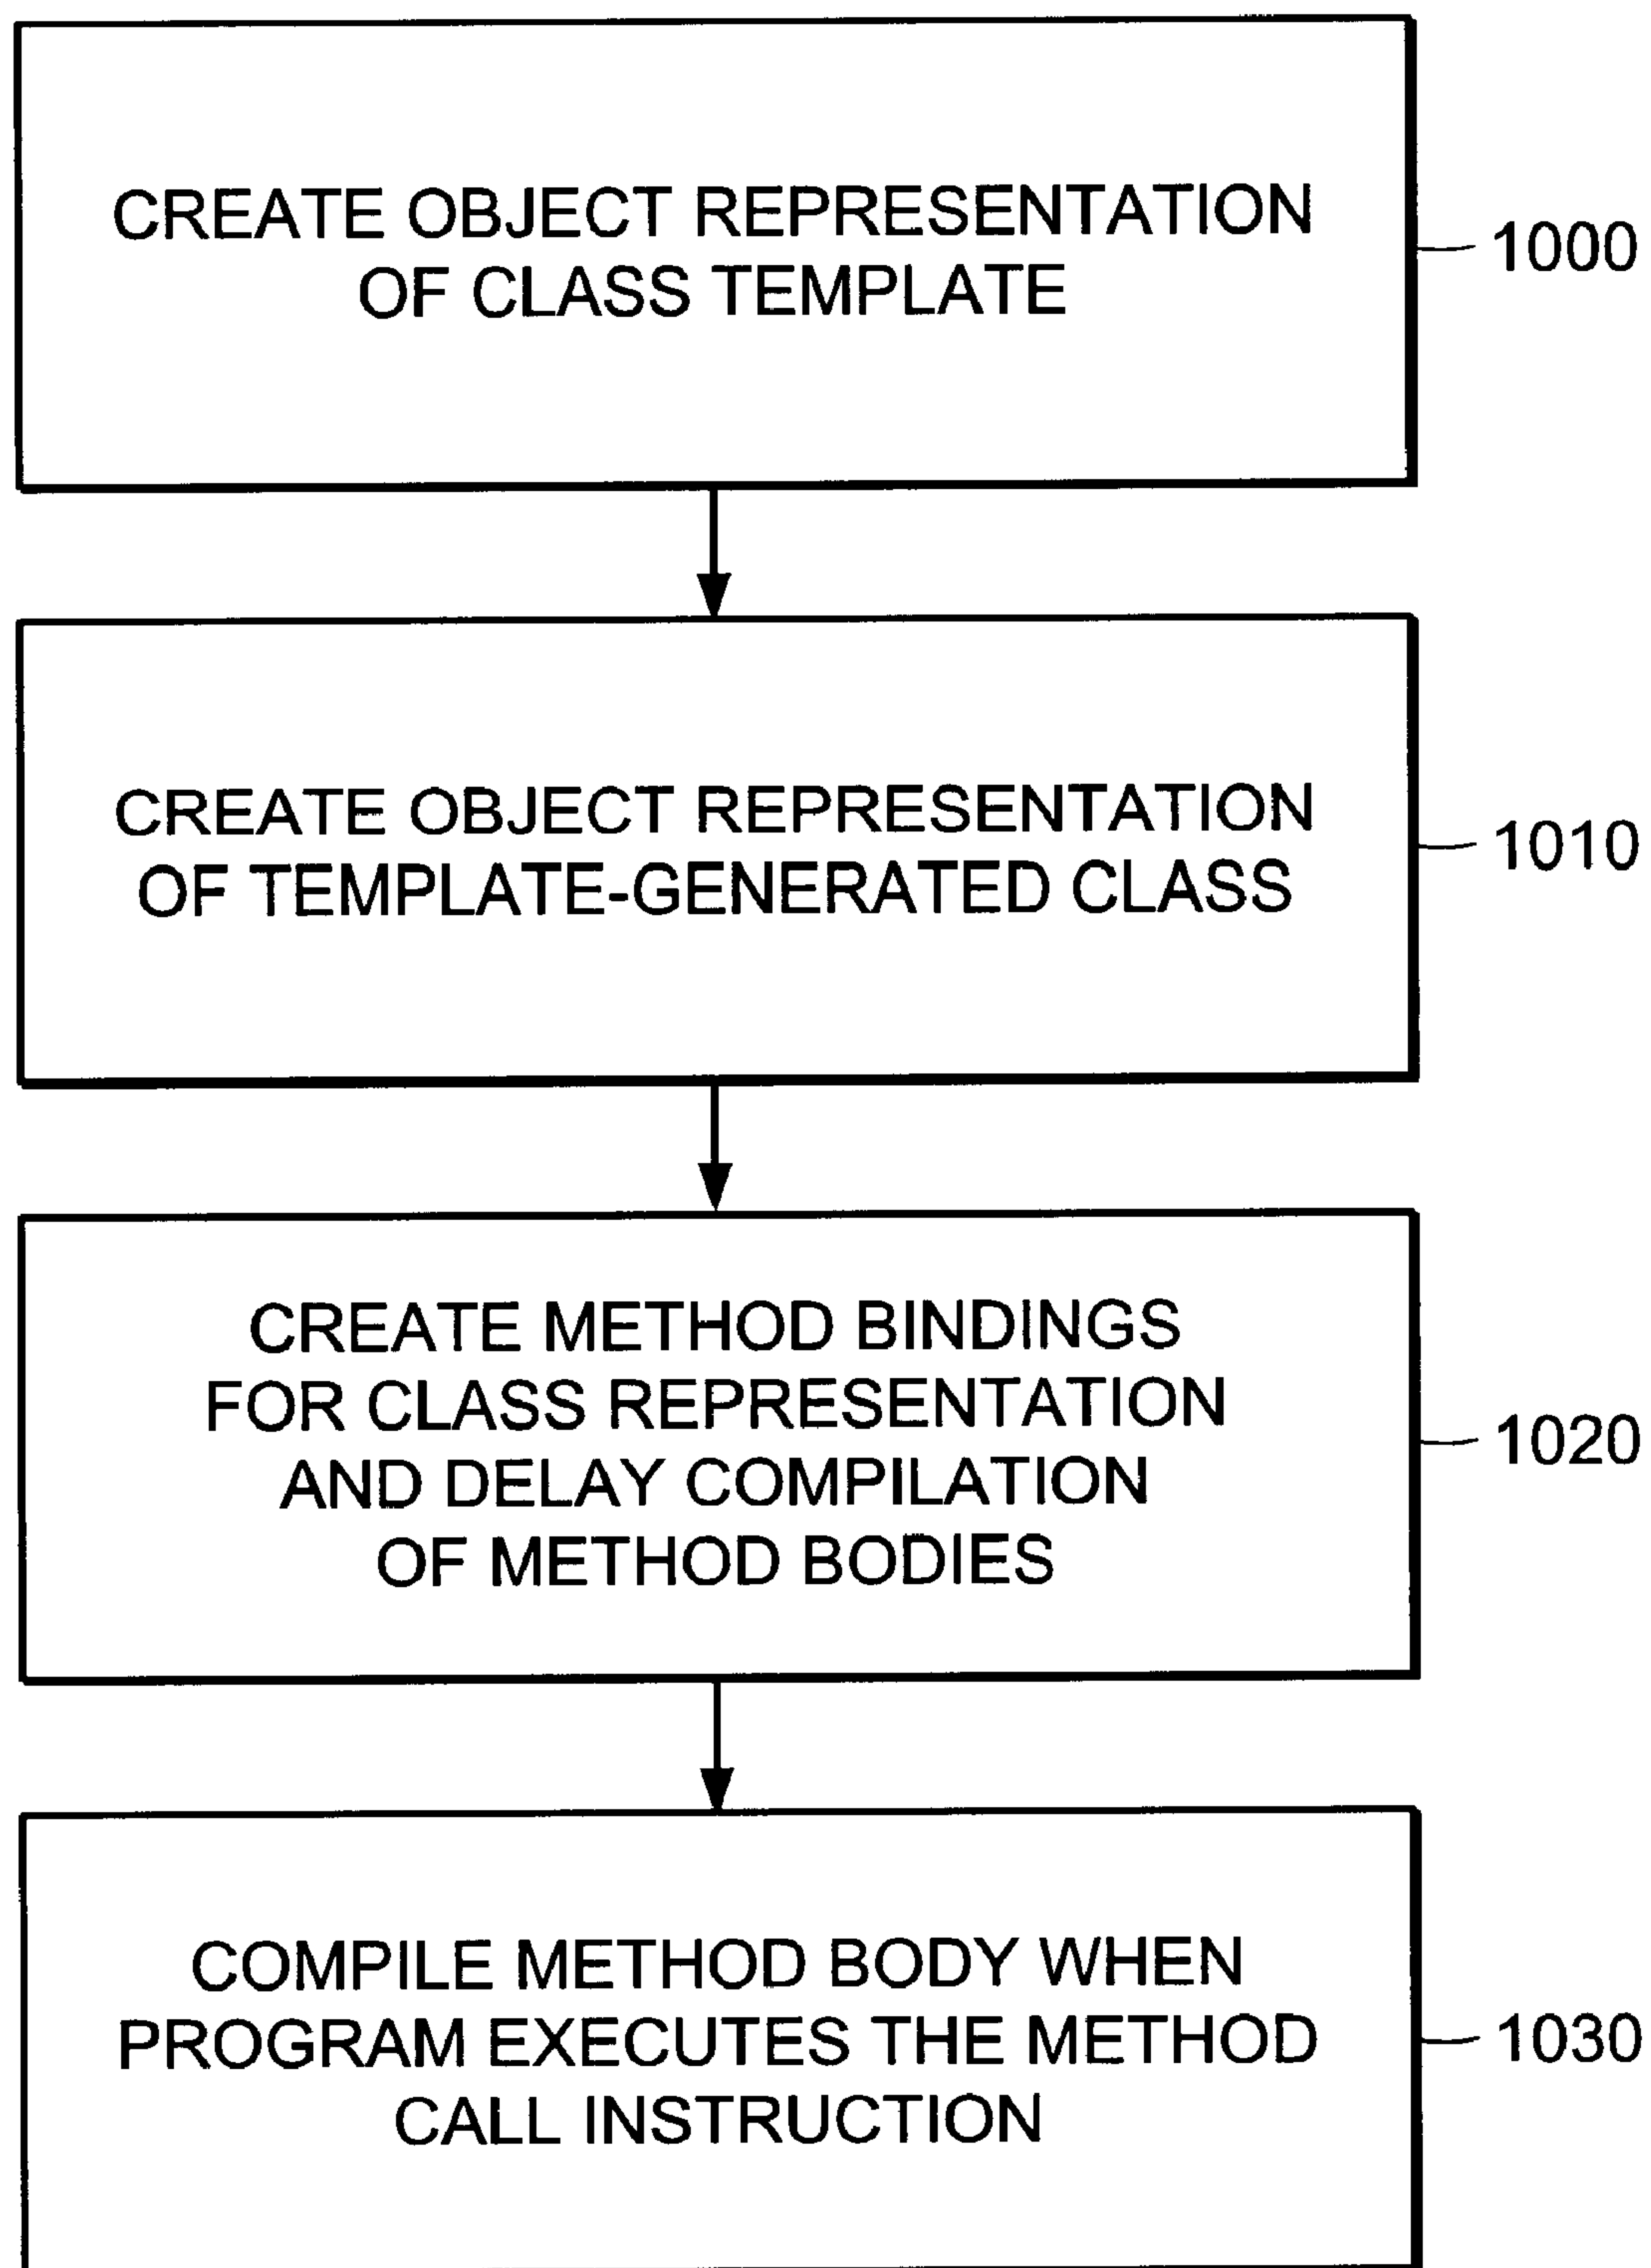 CREATE OBJECT REPRESENTATION
OF CLASS TEMPLATE
1000
CREATE OBJECT REPRESENTATION
OF TEMPLATE-GENERATED CLASS
1010
CREATE METHOD BINDINGS
FOR CLASS REPRESENTATION
AND DELAY COMPILATION
OF METHOD BODIES
1020
COMPILE METHOD BODY WHEN
PROGRAM EXECUTES THE METHOD
CALL INSTRUCTION
1030